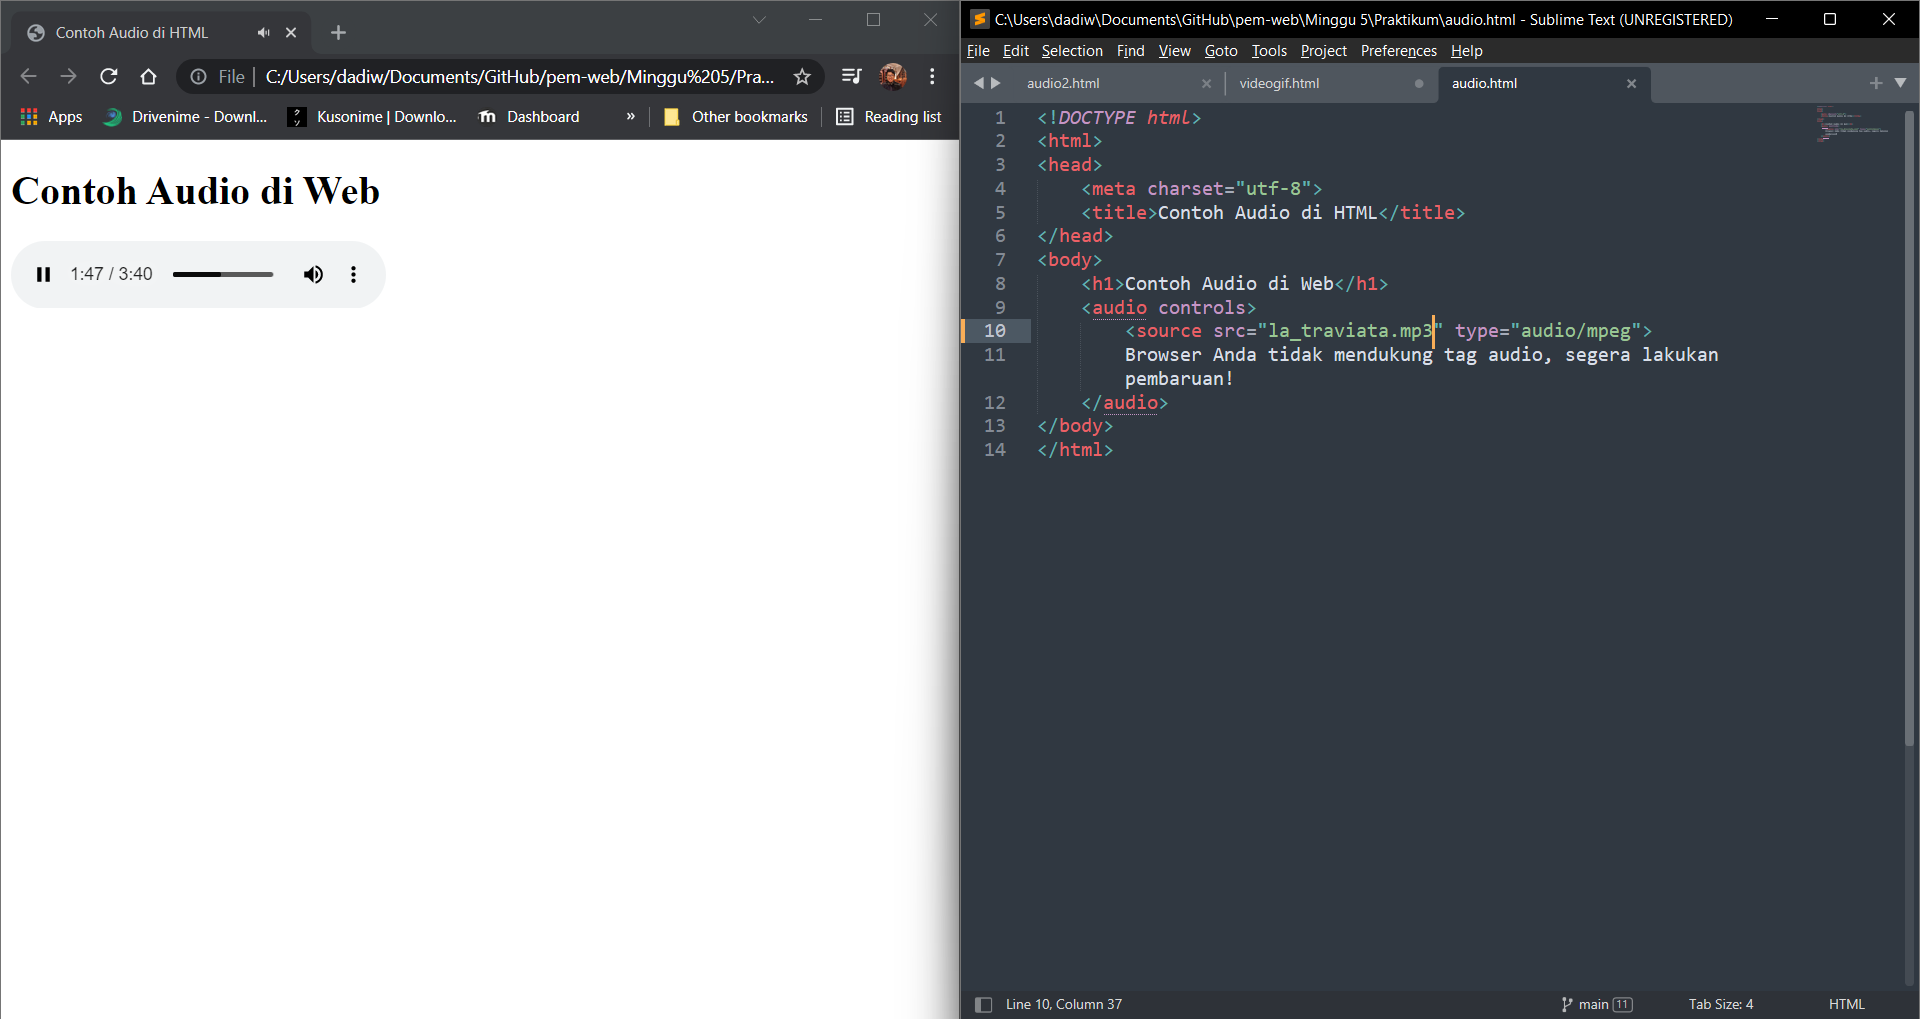 Contoh Audio di HTML
File
C:/Users/dadiw/Documents/GitHub/pem-web/Minggu%205/Pra...
Apps
Drivenime - Downl...
Kusonime | Downlo...
Dashboard
»
Other bookmarks
Reading list
Contoh Audio di Web
1:47 / 3:40
C:\Users\dadiw\Documents\GitHub\pem-web\Minggu 5\Praktikum\audio.html - Sublime Text (UNREGISTERED)
File Edit Selection Find View Goto Tools Project Preferences Help
audio2.html
videogif.html
audio.html
1 <!DOCTYPE html>
2 <html>
3 <head>
4 <meta charset="utf-8">
5 <title>Contoh Audio di HTML</title>
6 </head>
7 <body>
8 <h1>Contoh Audio di Web</h1>
9 <audio controls>
10 <source src="la_traviata.mp3" type="audio/mpeg">
11 Browser Anda tidak mendukung tag audio, segera lakukan
pembaruan!
12 </audio>
13 </body>
14 </html>
Line 10, Column 37
main 11
Tab Size: 4
HTML